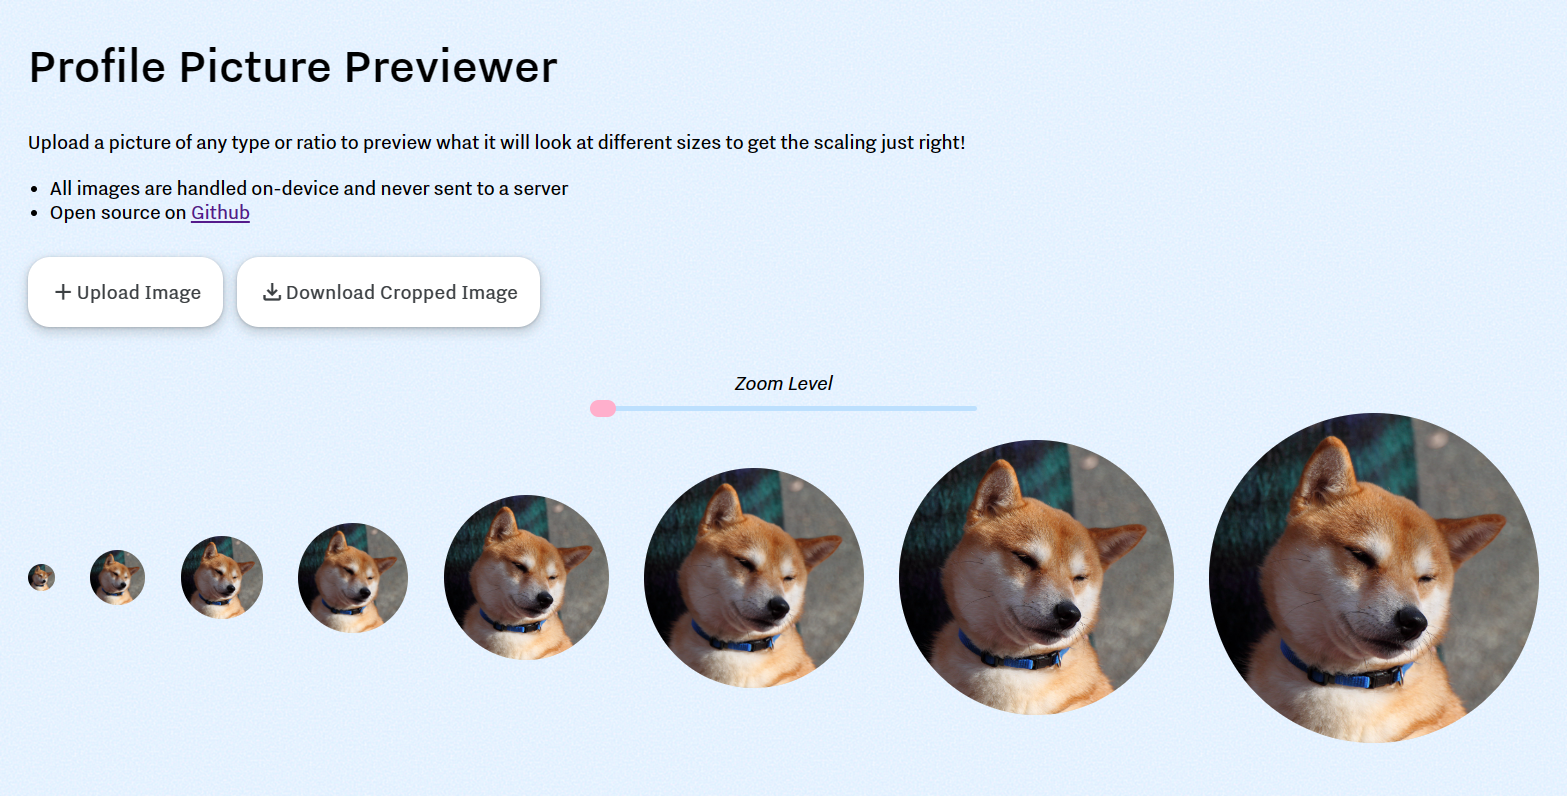 Profile Picture Previewer
Upload a picture of any type or ratio to preview what it will look at different sizes to get the scaling just right!
All images are handled on-device and never sent to a server
Open source on Github
Upload Image
Download Cropped Image
Zoom Level